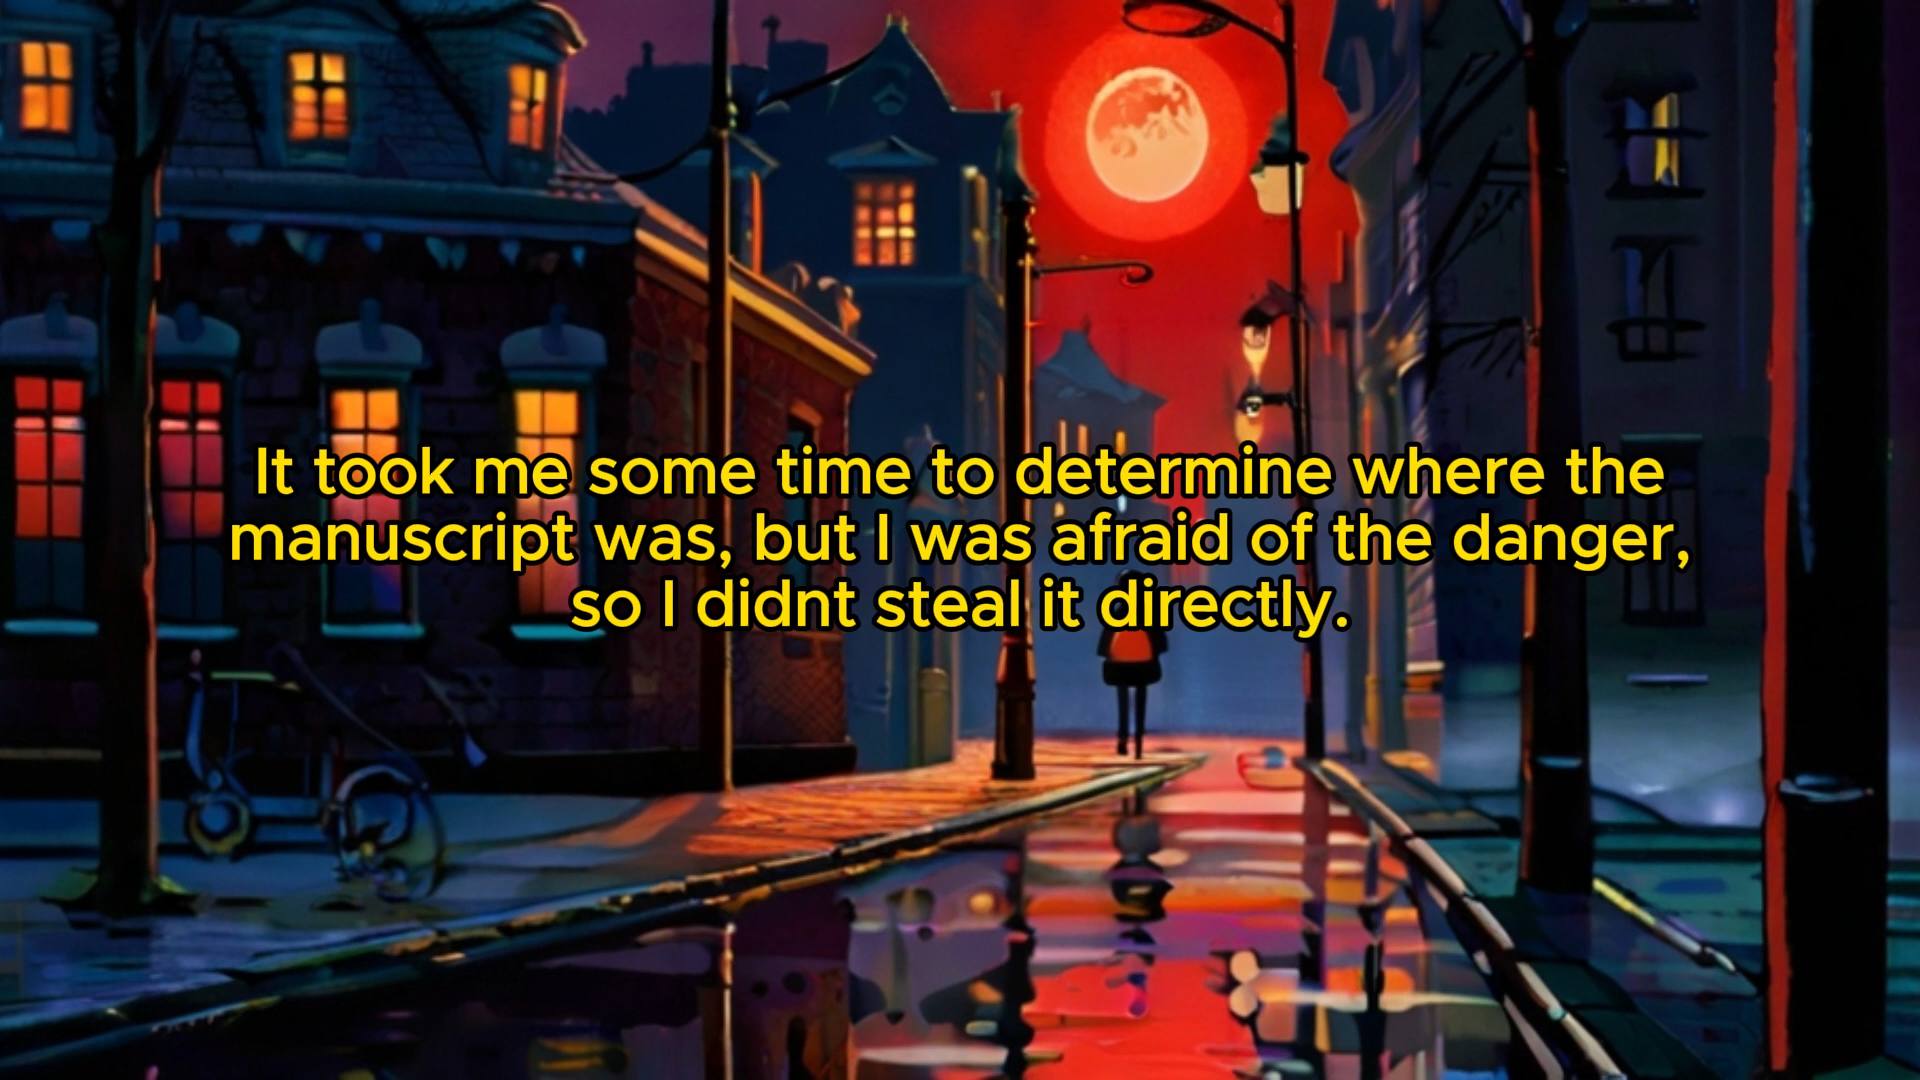 It took me some time to determine where the
manuscript was, but I was afraid of the danger,
so I didnt steal it directly.